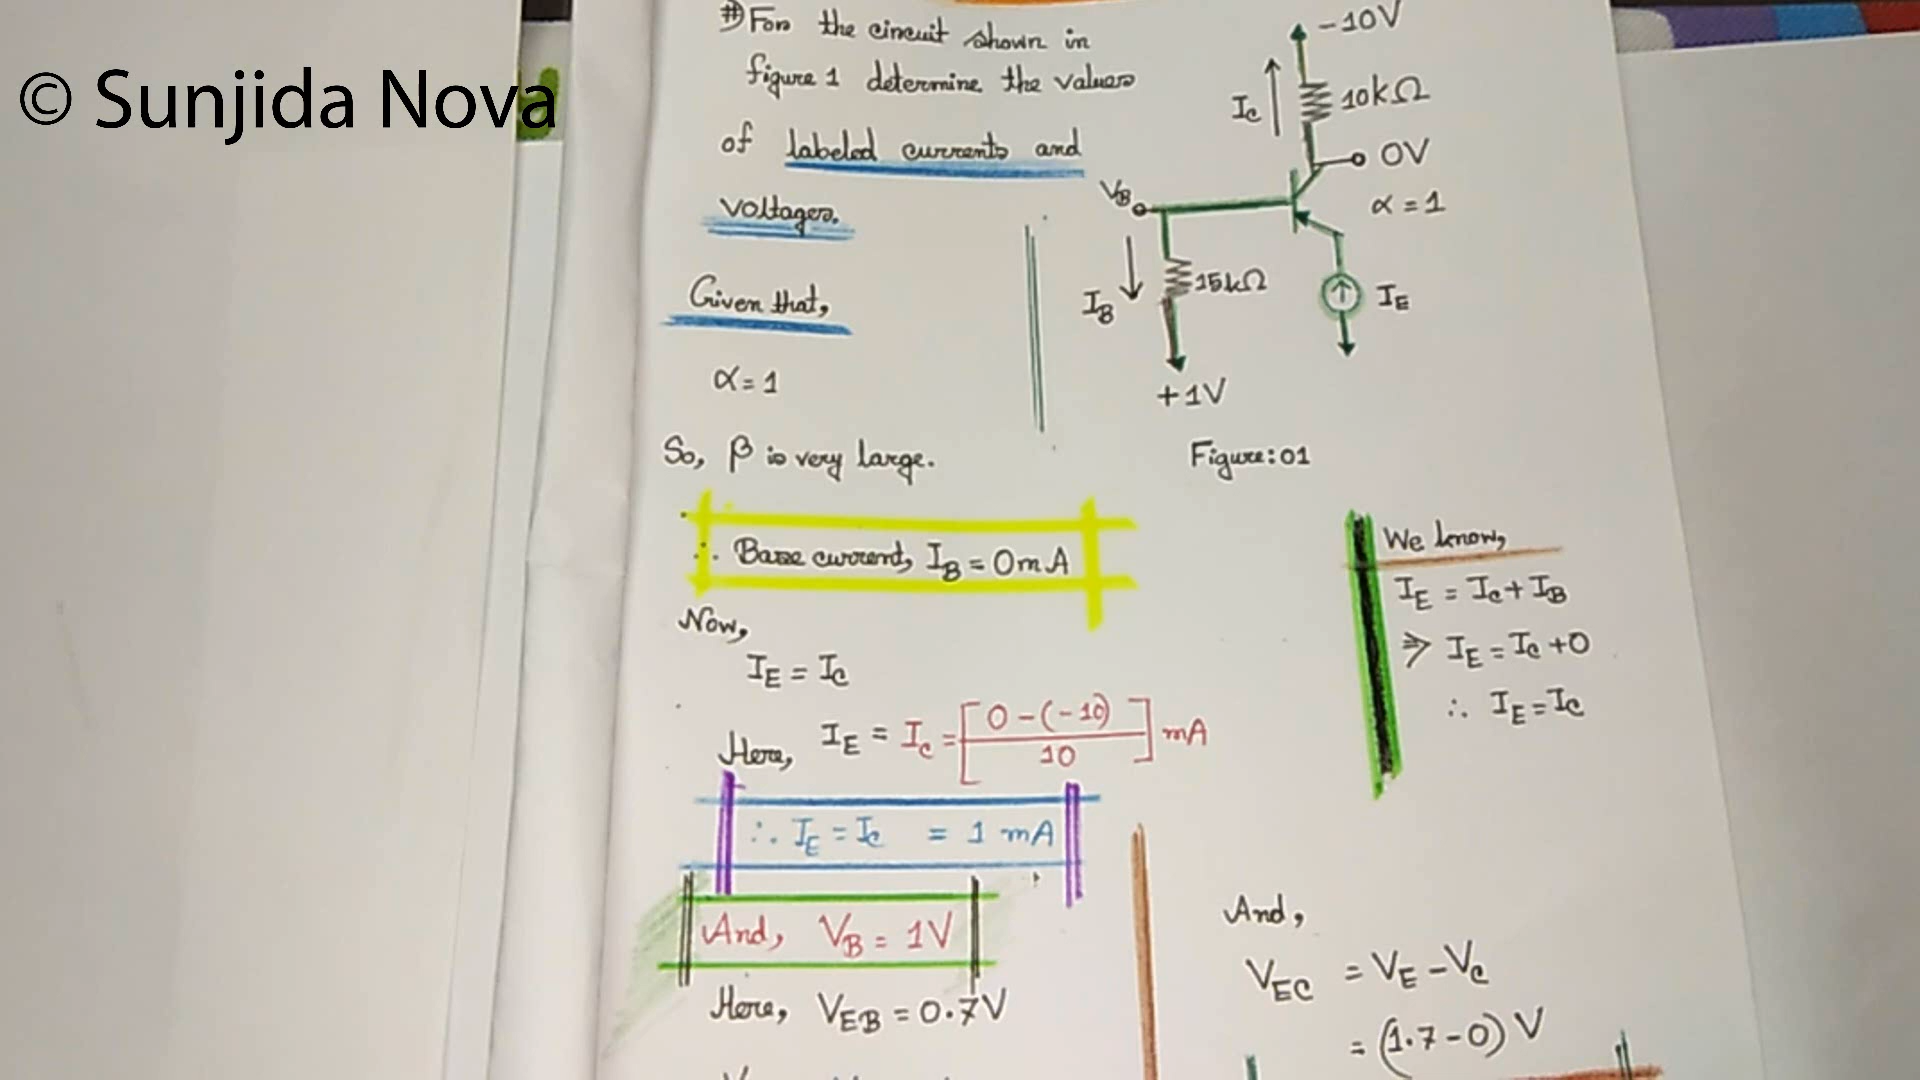 © Sunjida Nova
# For the circuit shown in
figure 1 determine the values
of labeled currents and
voltages.
Given that,
α = 1
So, β is very large.
∴ Base current, IB = 0mA
Now,
IE = Ic
Here, IE = Ic = [0 - (-10) / 10] mA
∴ IE = Ic = 1 mA
And, VB = 1V
Here, VEB = 0.7V
-10V
Ic
10kΩ
0V
α = 1
VB
IB
15kΩ
IE
+1V
Figure: 01
We know,
IE = Ic + IB
⇒ IE = Ic + 0
∴ IE = Ic
And,
VEC = VE - Vc
= (1.7 - 0) V